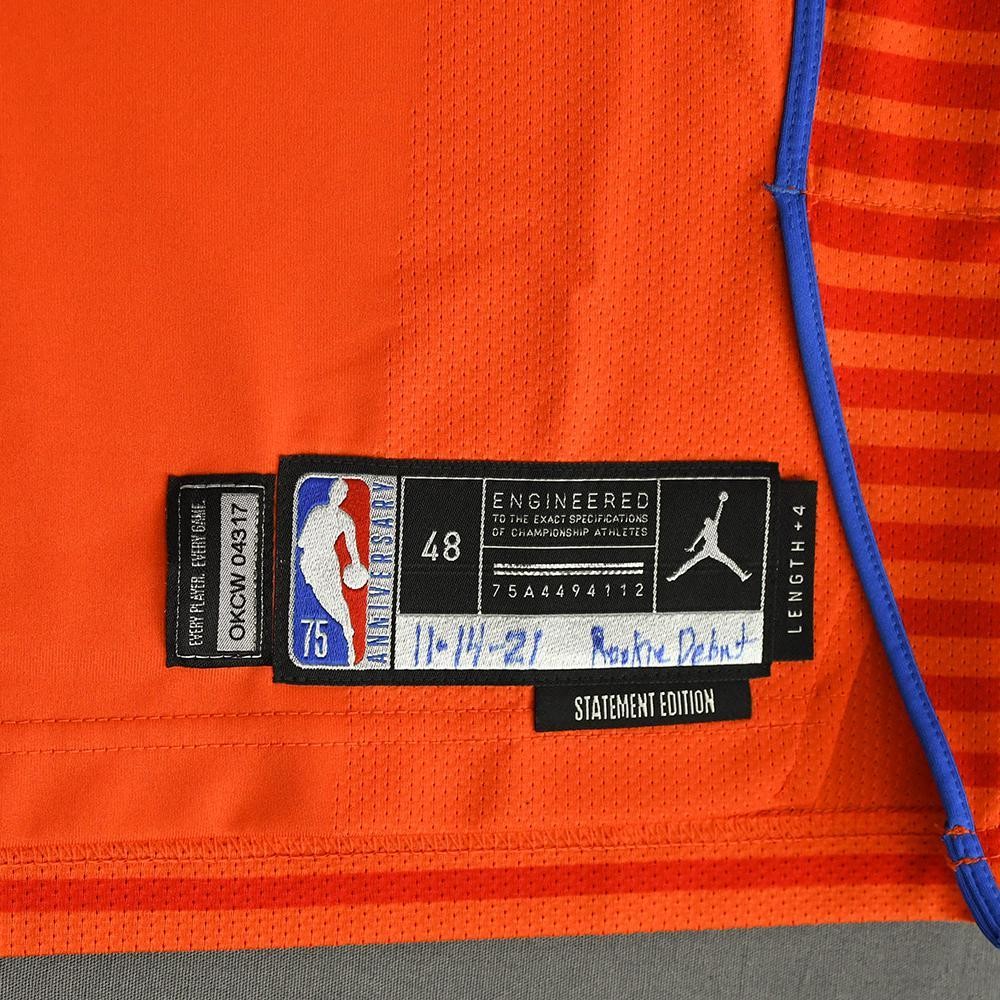 EVERY PLAYER. EVERY GAME.
OKCW 04317
75
ANNIVERSARY
48
ENGINEERED
TO THE EXACT SPECIFICATIONS
OF CHAMPIONSHIP ATHLETES
75A4494112
LENGTH +4
11-14-21 Rookie Debut
STATEMENT EDITION